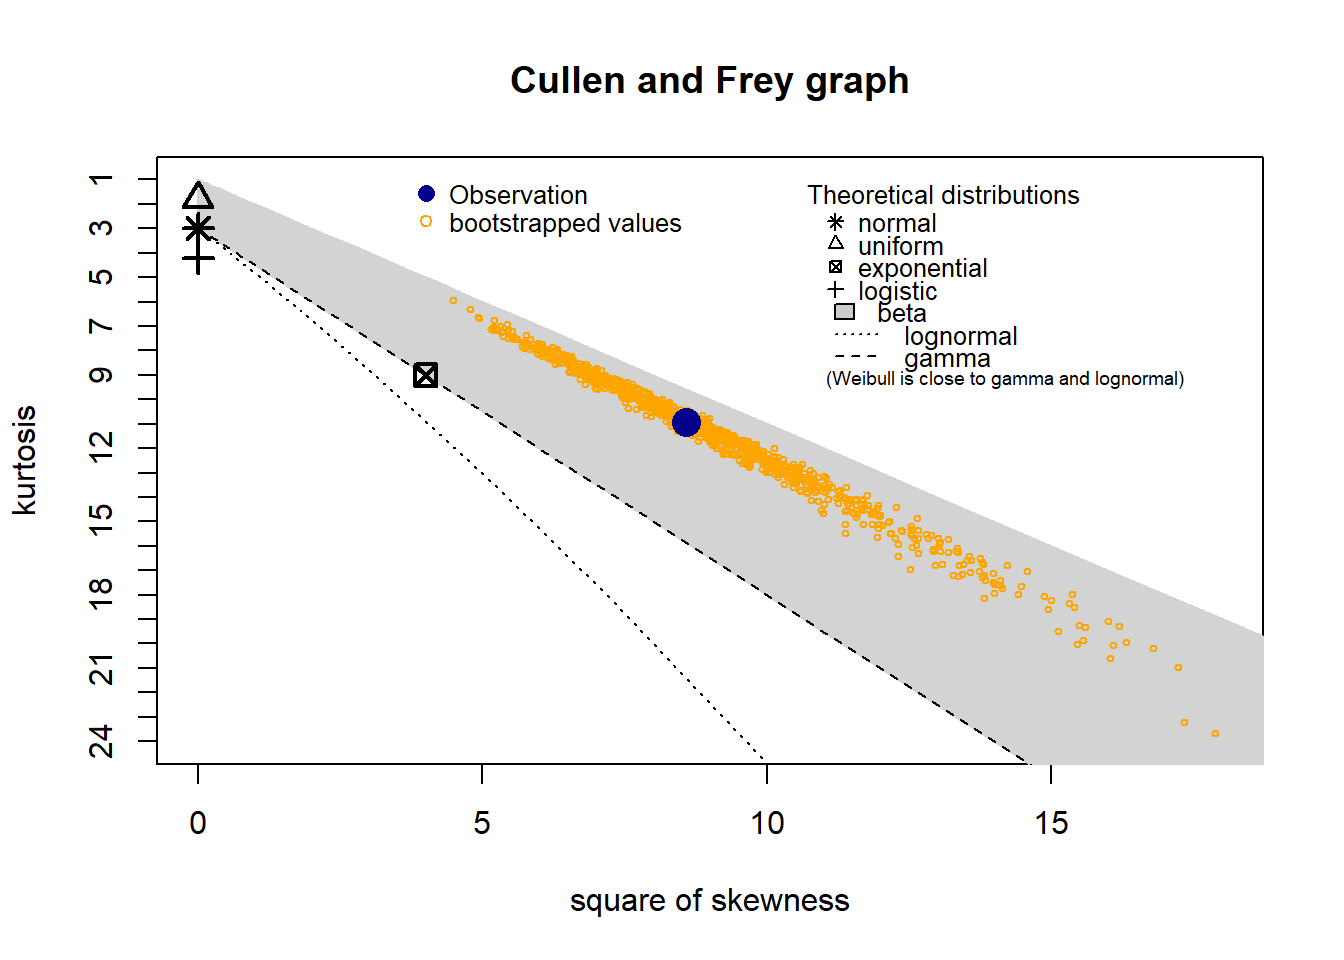 Cullen and Frey graph
Observation
bootstrapped values
Theoretical distributions
normal
uniform
exponential
logistic
beta
lognormal
gamma
(Weibull is close to gamma and lognormal)
kurtosis
1
3
5
7
9
12
15
18
21
24
0 5 10 15
square of skewness